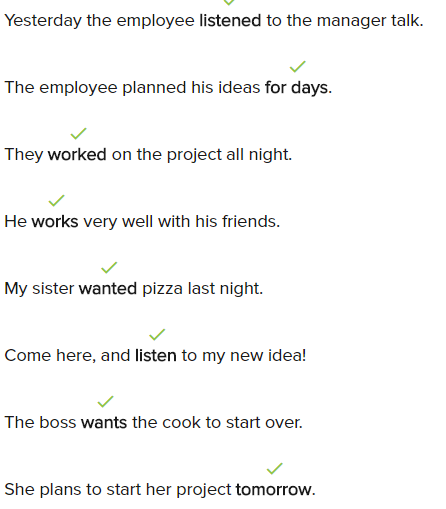 Yesterday the employee listened to the manager talk.
The employee planned his ideas for days.
They worked on the project all night.
He works very well with his friends.
My sister wanted pizza last night.
Come here, and listen to my new idea!
The boss wants the cook to start over.
She plans to start her project tomorrow.